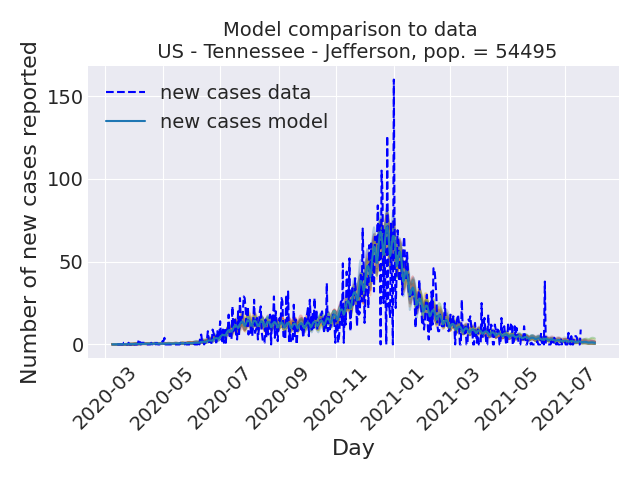 Model comparison to data
US - Tennessee - Jefferson, pop. = 54495
Number of new cases reported
150
100
50
0
new cases data
new cases model
2020-03
2020-05
2020-07
2020-09
2020-11
2021-01
2021-03
2021-05
2021-07
Day